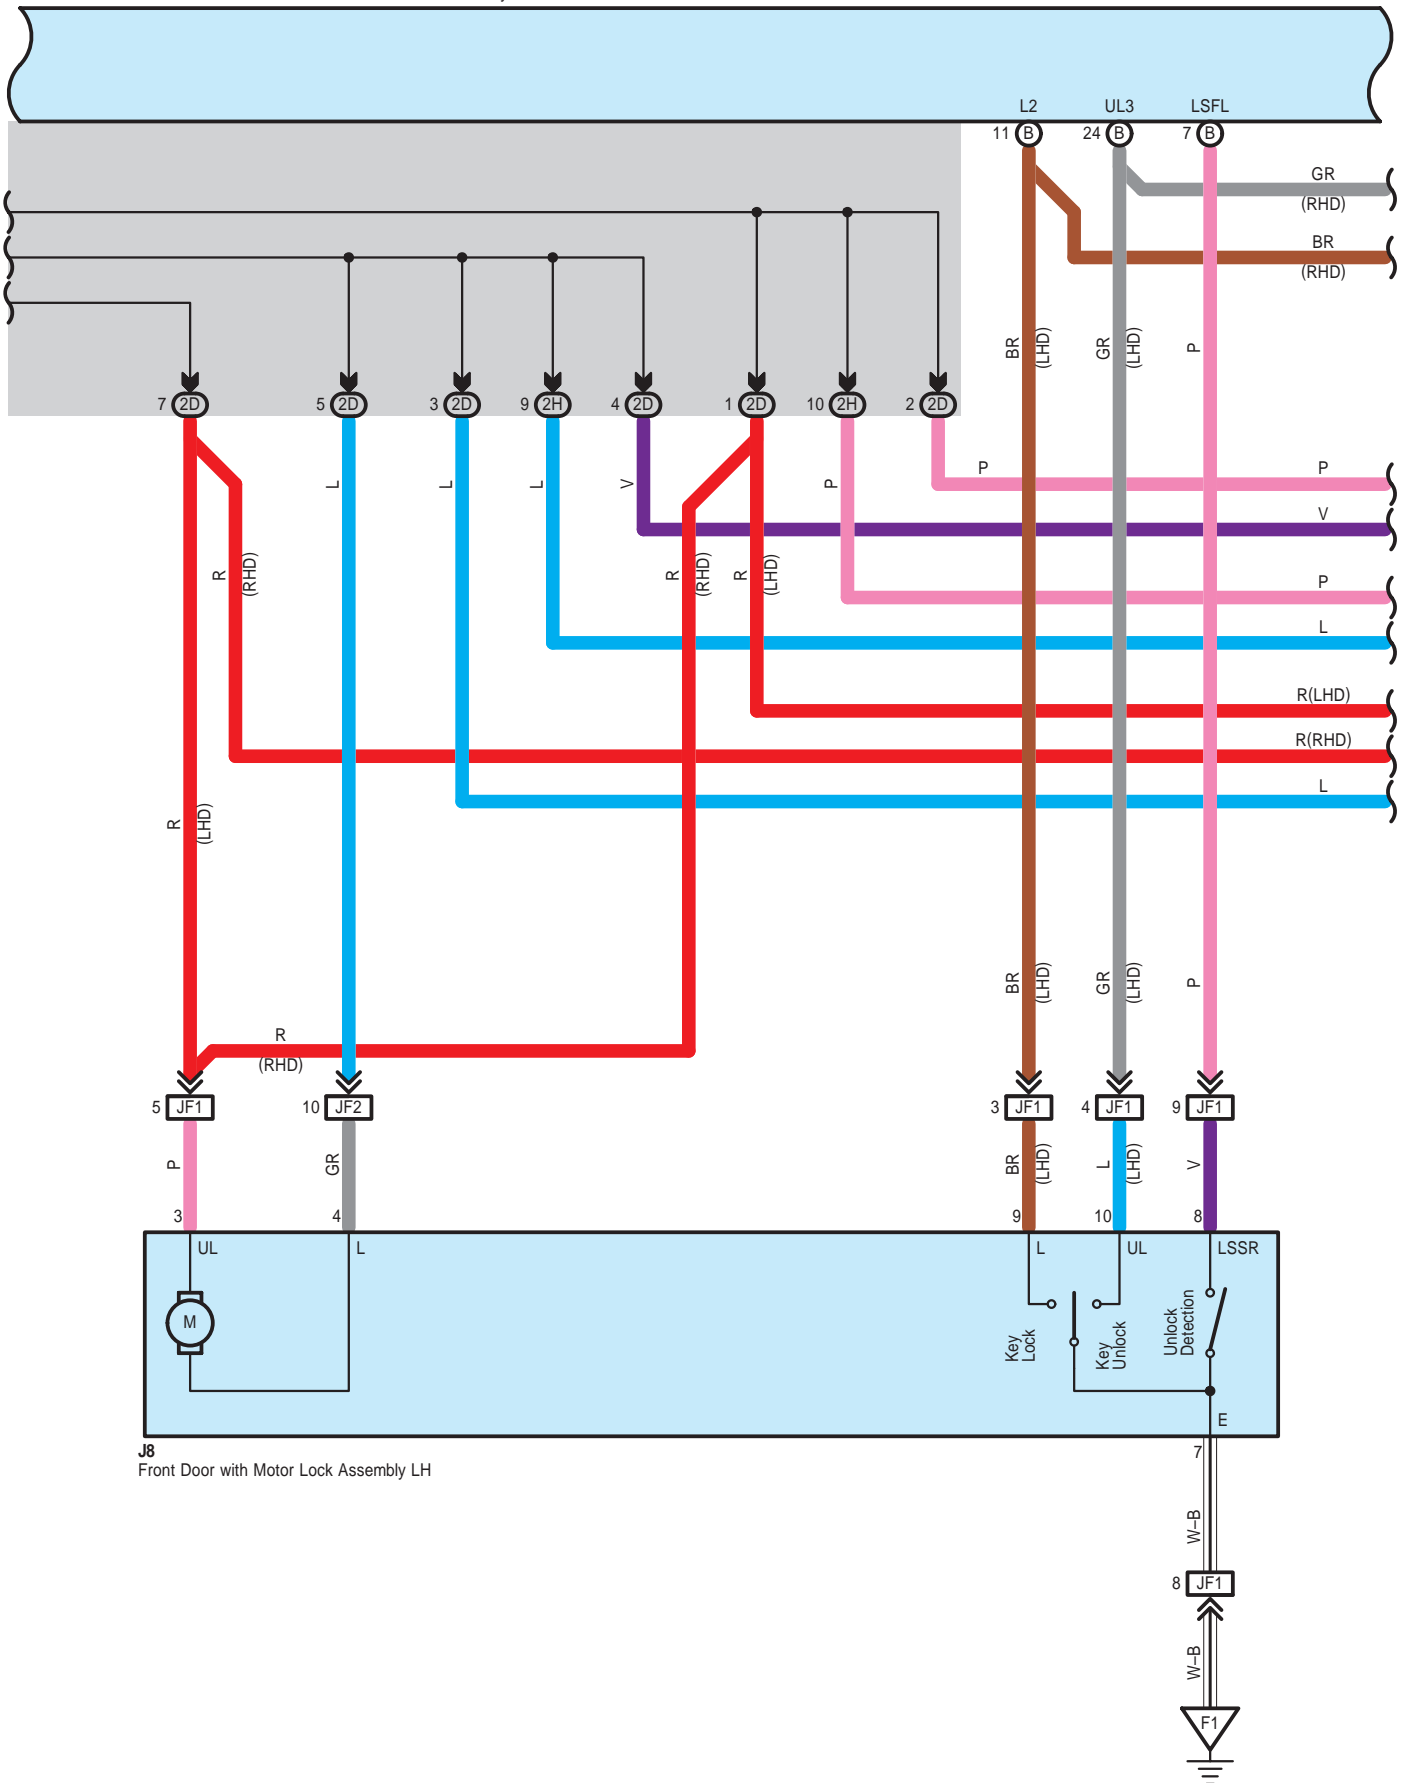 L2 UL3 LSFL
11 B 24 B 7 B
GR
(RHD)
BR
(RHD)
BR
(LHD)
GR
(LHD)
P
7 2D 5 2D 3 2D 9 2H 4 2D 1 2D 10 2H 2 2D
P P
L L L V P
V
R
(RHD)
R
(RHD)
R
(LHD)
P
L
R(LHD)
R(RHD)
L
R
(LHD)
BR
(LHD)
GR
(LHD)
P
R
(RHD)
5 JF1 10 JF2 3 JF1 4 JF1 9 JF1
P GR
BR
(LHD)
L
(LHD)
V
3 4 9 10 8
UL L L UL LSSR
M
Key
Lock
Key
Unlock
Unlock
Detection
E
J8
Front Door with Motor Lock Assembly LH
7
W–B
8 JF1
W–B
F1